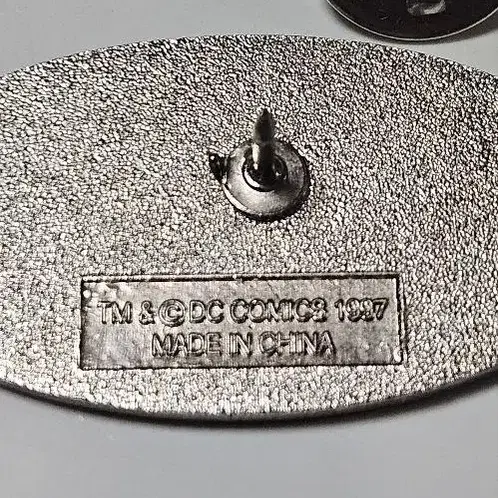 TM & © DC COMICS 1997
MADE IN CHINA